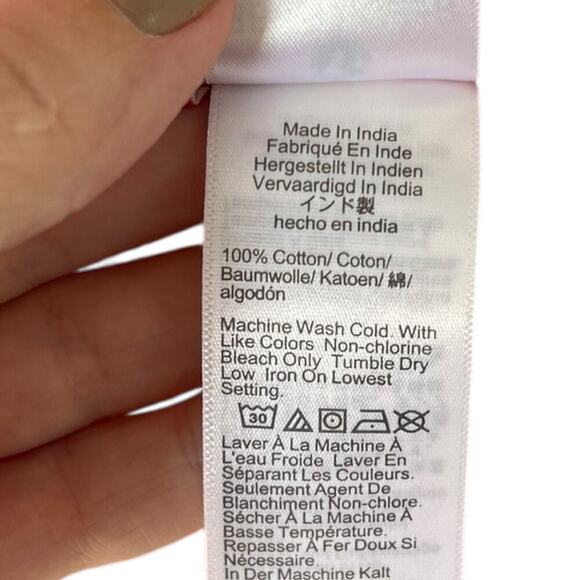 Made In India
Fabriqué En Inde
Hergestellt In Indien
Vervaardigd In India
インド製
hecho en india
100% Cotton/ Coton/
Baumwolle/ Katoen/ 綿/
algodón
Machine Wash Cold. With
Like Colors Non-chlorine
Bleach Only Tumble Dry
Low Iron On Lowest
Setting.
30
Laver À La Machine À
L'eau Froide Laver En
Séparant Les Couleurs.
Seulement Agent De
Blanchiment Non-chlore.
Sécher À La Machine À
Basse Température.
Repasser À Fer Doux Si
Nécessaire.
In Der Maschine Kalt